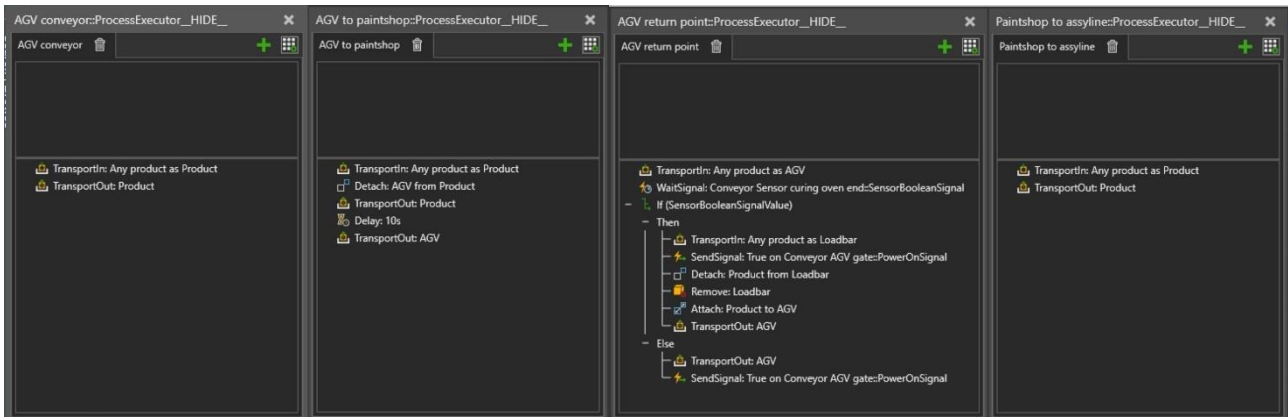 AGV conveyor::ProcessExecutor__HIDE__
AGV conveyor
TransportIn: Any product as Product
TransportOut: Product
AGV to paintshop::ProcessExecutor__HIDE__
AGV to paintshop
TransportIn: Any product as Product
Detach: AGV from Product
TransportOut: Product
Delay: 10s
TransportOut: AGV
AGV return point::ProcessExecutor__HIDE__
AGV return point
TransportIn: Any product as AGV
WaitSignal: Conveyor Sensor curing oven end::SensorBooleanSignal
If (SensorBooleanSignalValue)
Then
TransportIn: Any product as Loadbar
SendSignal: True on Conveyor AGV gate::PowerOnSignal
Detach: Product from Loadbar
Remove: Loadbar
Attach: Product to AGV
TransportOut: AGV
Else
TransportOut: AGV
SendSignal: True on Conveyor AGV gate::PowerOnSignal
Paintshop to assyline::ProcessExecutor__HIDE__
Paintshop to assyline
TransportIn: Any product as Product
TransportOut: Product